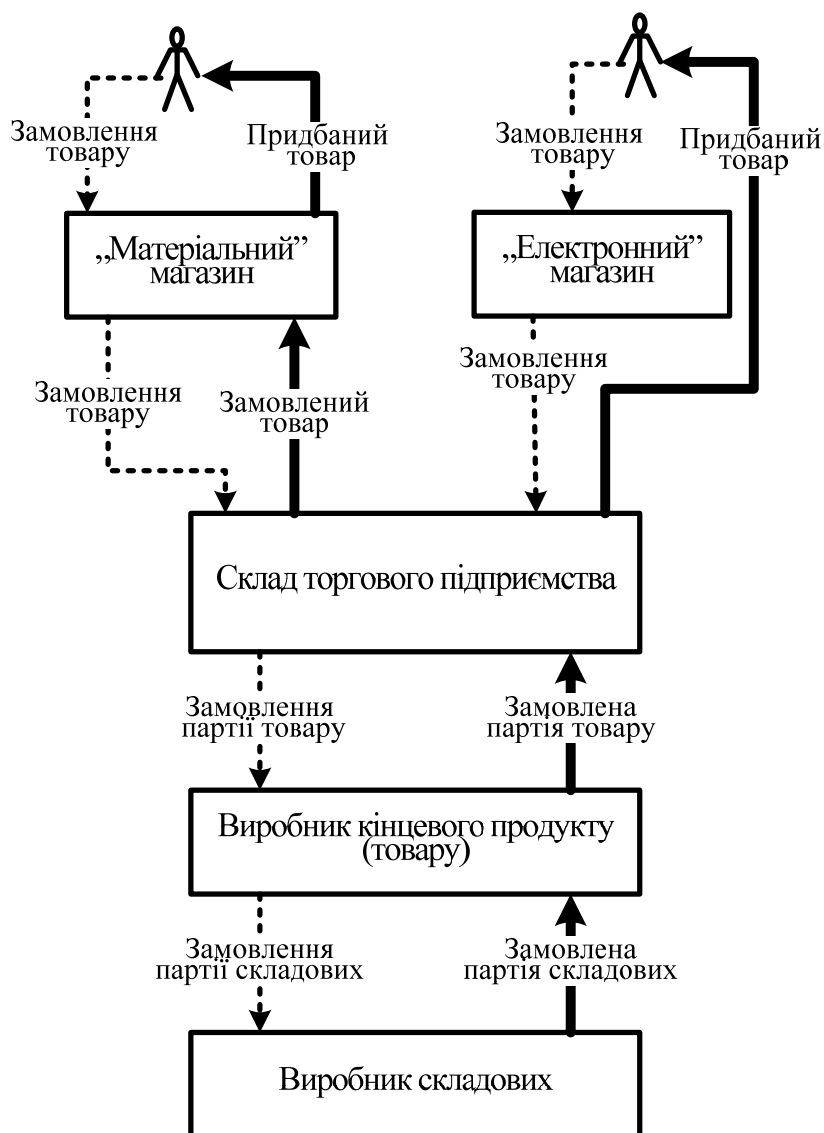 Замовлення
товару
Придбаний
товар
Замовлення
товару
Придбаний
товар
„Матеріальний”
магазин
„Електронний”
магазин
Замовлення
товару
Замовлений
товар
Замовлення
товару
Склад торгового підприємства
Замовлення
партії товару
Замовлена
партія товару
Виробник кінцевого продукту
(товару)
Замовлення
партії складових
Замовлена
партія складових
Виробник складових